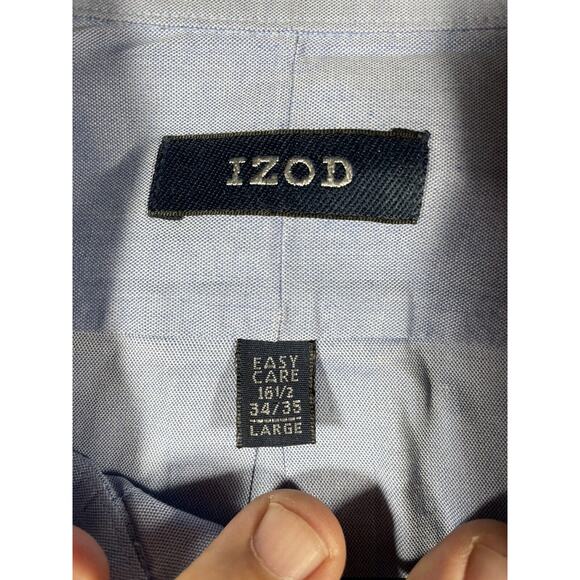 IZOD
EASY
CARE
16 1/2
34/35
LARGE